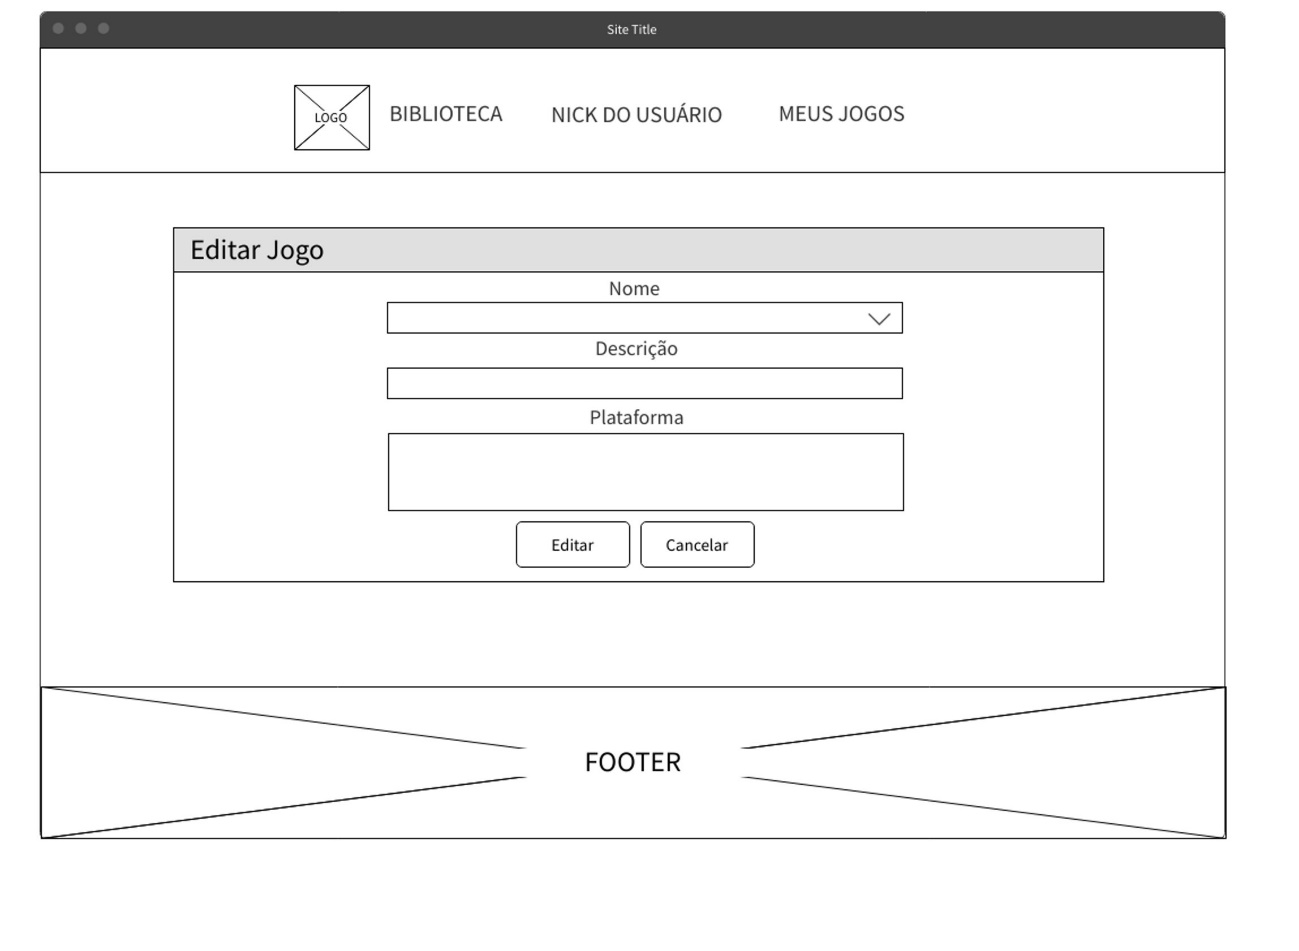 Site Title
LOGO
BIBLIOTECA
NICK DO USUÁRIO
MEUS JOGOS
Editar Jogo
Nome
Descrição
Plataforma
Editar
Cancelar
FOOTER